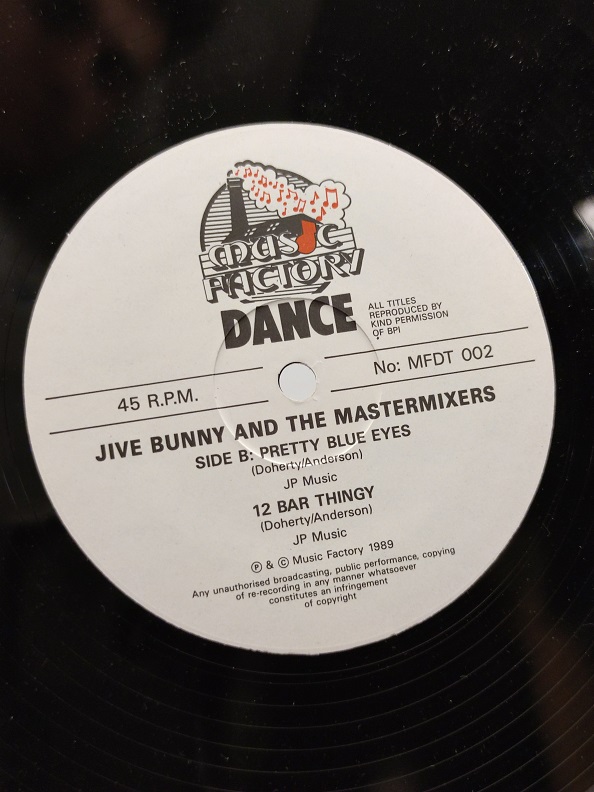 MUSIC
FACTORY
DANCE
ALL TITLES
REPRODUCED BY
KIND PERMISSION
OF BPI
45 R.P.M.
No: MFDT 002
JIVE BUNNY AND THE MASTERMIXERS
SIDE B: PRETTY BLUE EYES
(Doherty/Anderson)
JP Music
12 BAR THINGY
(Doherty/Anderson)
JP Music
℗ & © Music Factory 1989
Any unauthorised broadcasting, public performance, copying
of re-recording in any manner whatsoever
constitutes an infringement
of copyright